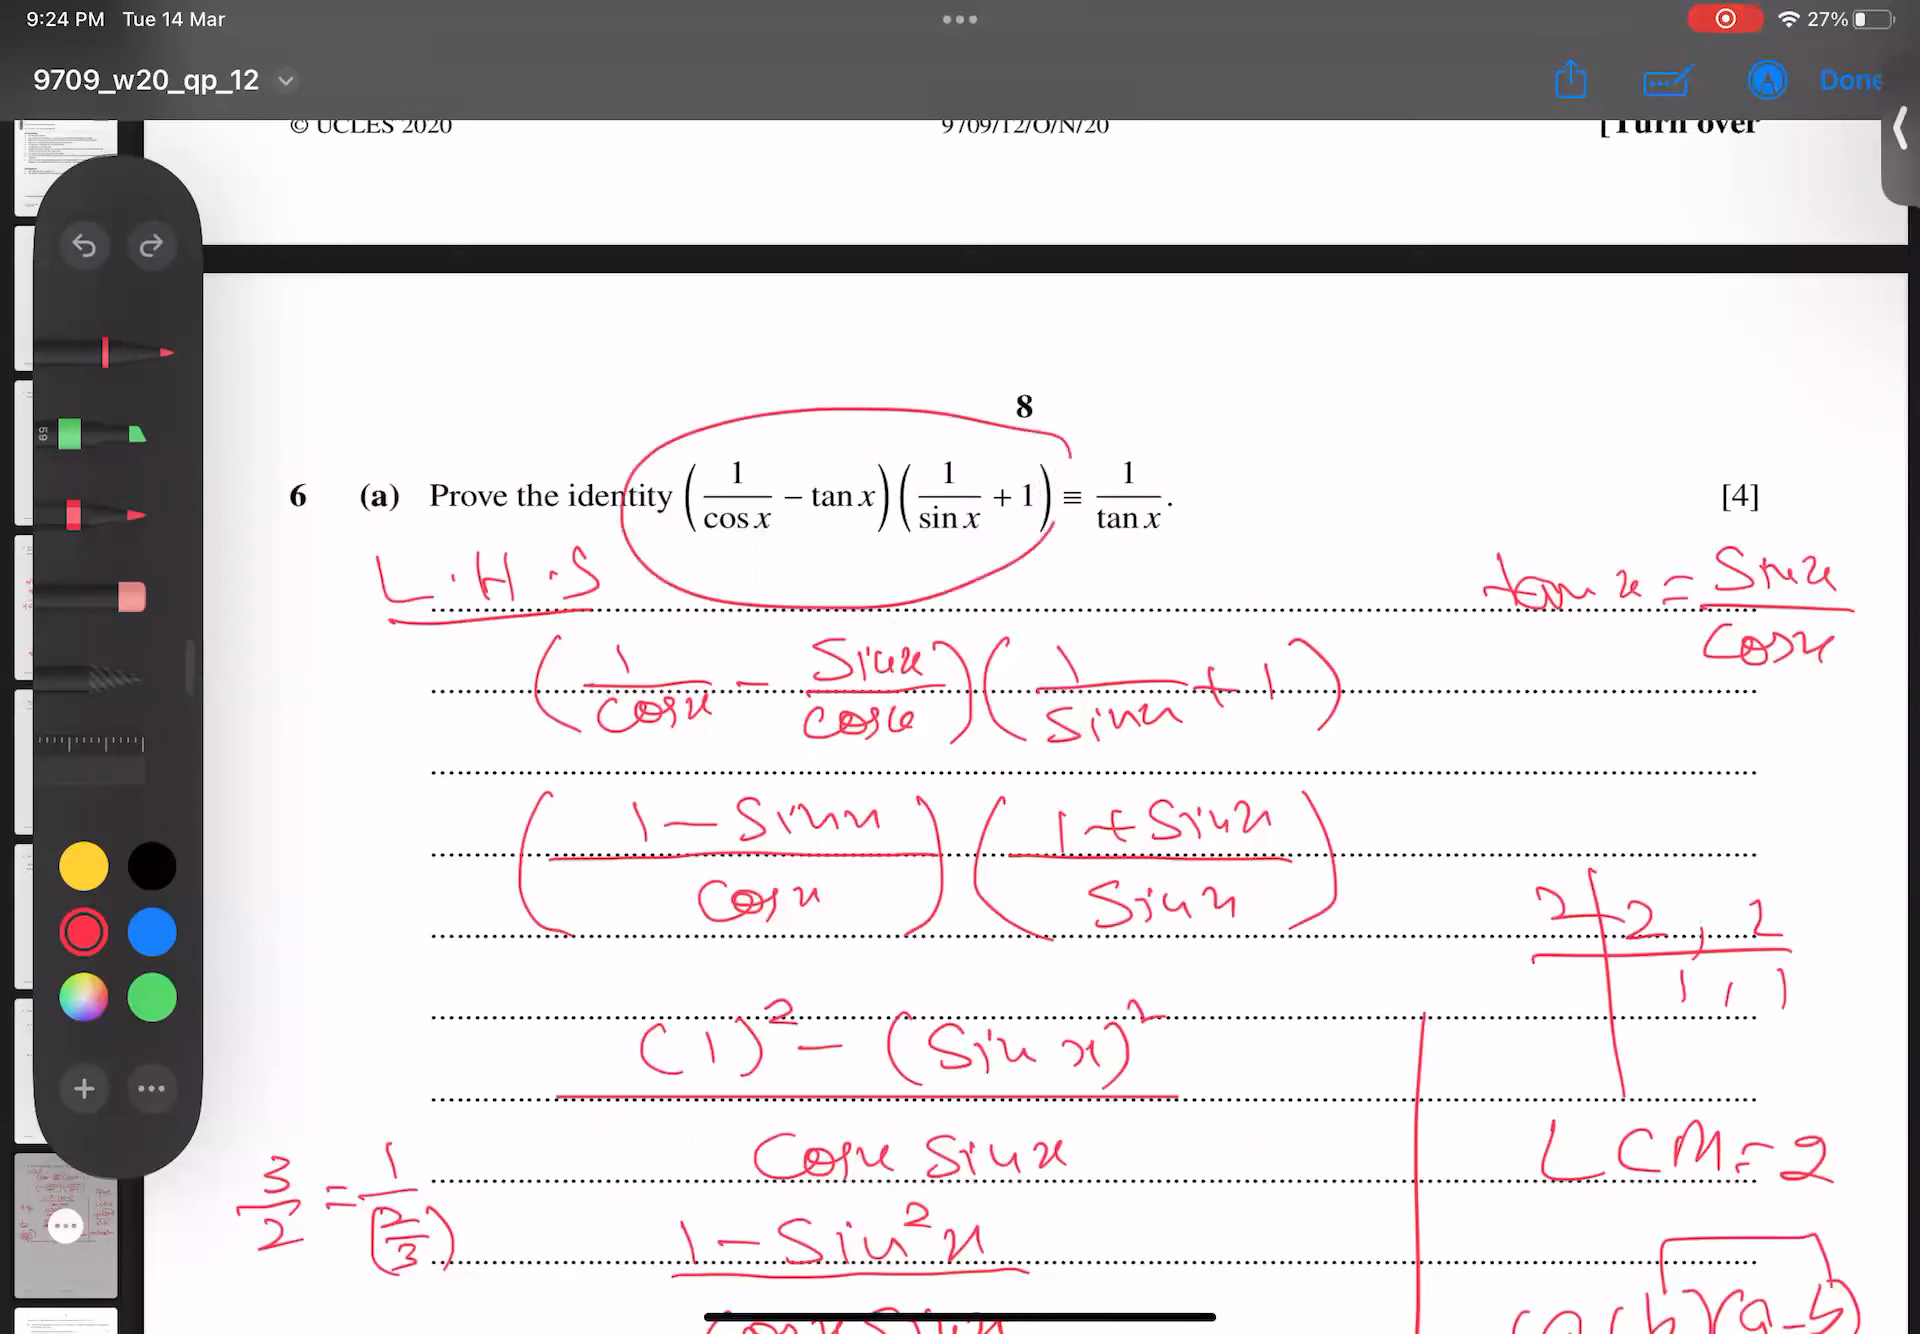 9:24 PM Tue 14 Mar
27%
9709_w20_qp_12
Done
© UCLES 2020 9709/12/O/N/20 [Turn over
8
6 (a) Prove the identity (1/cos x − tan x)(1/sin x + 1) ≡ 1/tan x. [4]
L.H.S
tan x = Sin x/Cos x
(1/Cos x − Sin x/Cos x)(1/Sin x + 1)
(1 − Sin x/Cos x)(1 + Sin x/Sin x)
2 2, 2
1, 1
(1)² − (Sin x)²
Cos x Sin x
LCM = 2
3/2 = 1/(2/3)
1 − Sin² x
(a−b)
59